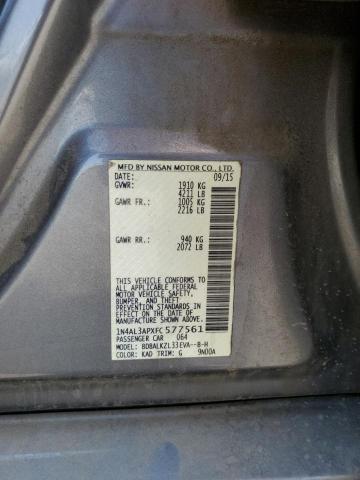 MFD BY NISSAN MOTOR CO., LTD.
DATE: 09/15
GVWR: 1910 KG
4211 LB
GAWR FR.: 1005 KG
2216 LB
GAWR RR.: 940 KG
2072 LB
THIS VEHICLE CONFORMS TO
ALL APPLICABLE FEDERAL
MOTOR VEHICLE SAFETY,
BUMPER, AND THEFT
PREVENTION STANDARDS IN
EFFECT ON THE DATE OF
MANUFACTURE SHOWN ABOVE.
1N4AL3APXFC577561
PASSENGER CAR 064
MODEL: BDBALKZL33EVA--B-H
COLOR: KAD TRIM: G 9N00A